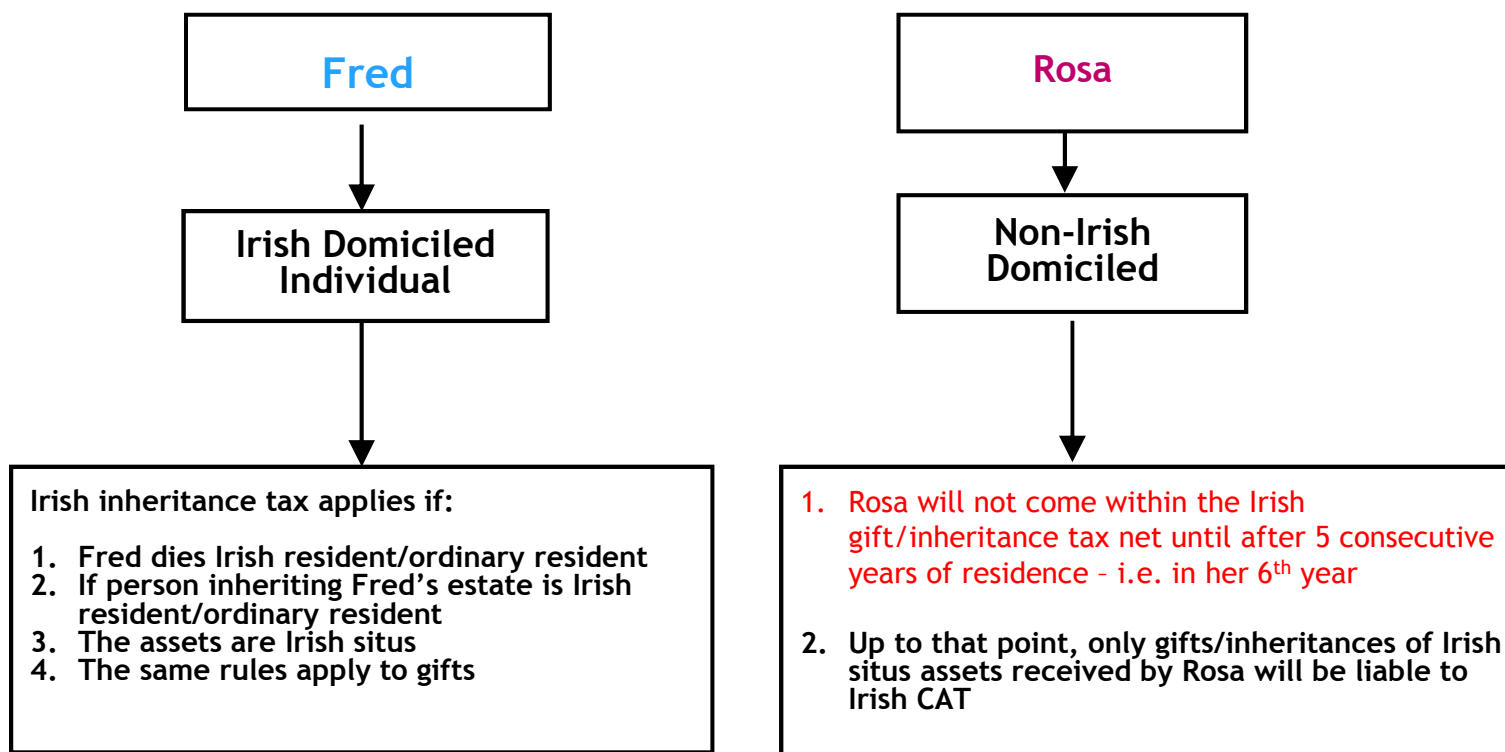 Fred
Irish Domiciled
Individual
Irish inheritance tax applies if:
1. Fred dies Irish resident/ordinary resident
2. If person inheriting Fred’s estate is Irish
resident/ordinary resident
3. The assets are Irish situs
4. The same rules apply to gifts
Rosa
Non-Irish
Domiciled
1. Rosa will not come within the Irish
gift/inheritance tax net until after 5 consecutive
years of residence – i.e. in her 6th year
2. Up to that point, only gifts/inheritances of Irish
situs assets received by Rosa will be liable to
Irish CAT